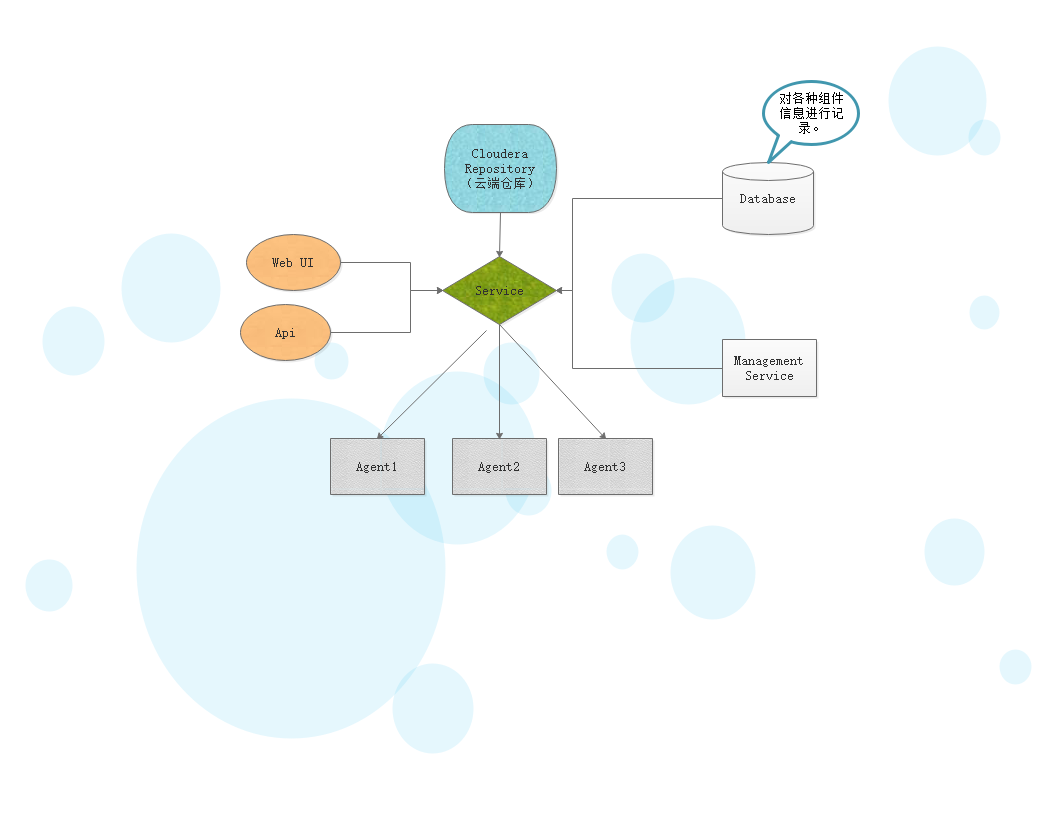 对各种组件
信息进行记
录。
Cloudera
Repository
（云端仓库）
Database
Web UI
Service
Api
Management
Service
Agent1
Agent2
Agent3